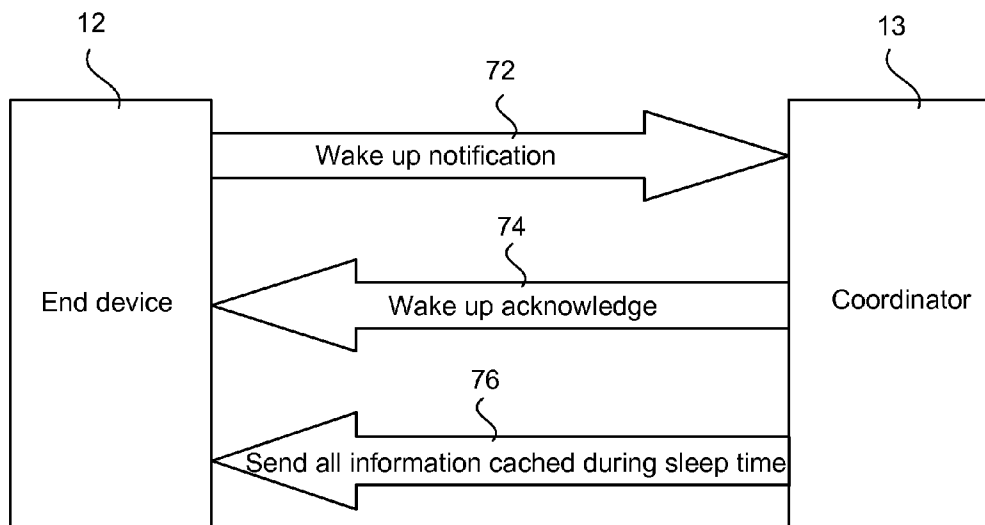 12
13
72
Wake up notification
74
End device
Wake up acknowledge
Coordinator
76
Send all information cached during sleep time